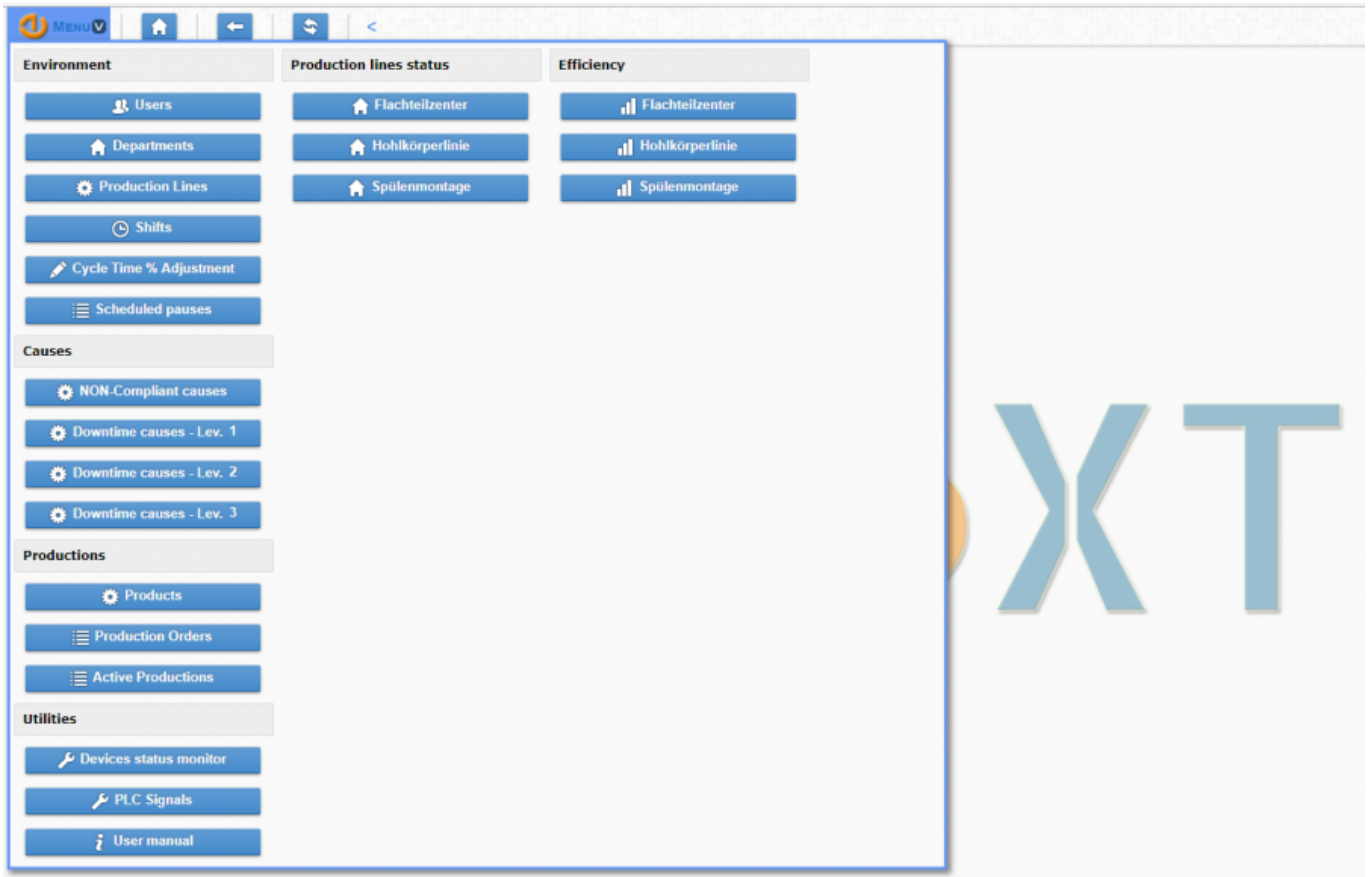 MENU V
<
Environment
Users
Departments
Production Lines
Shifts
Cycle Time % Adjustment
Scheduled pauses
Causes
NON-Compliant causes
Downtime causes - Lev. 1
Downtime causes - Lev. 2
Downtime causes - Lev. 3
Productions
Products
Production Orders
Active Productions
Utilities
Devices status monitor
PLC Signals
User manual
Production lines status
Flachteilzenter
Hohlkörperlinie
Spülenmontage
Efficiency
Flachteilzenter
Hohlkörperlinie
Spülenmontage
XT